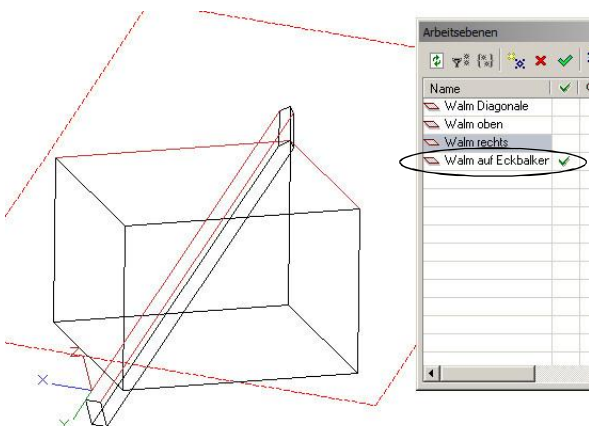 Arbeitsebenen
Name
Walm Diagonale
Walm oben
Walm rechts
Walm auf Eckbalker
Z
X
Y